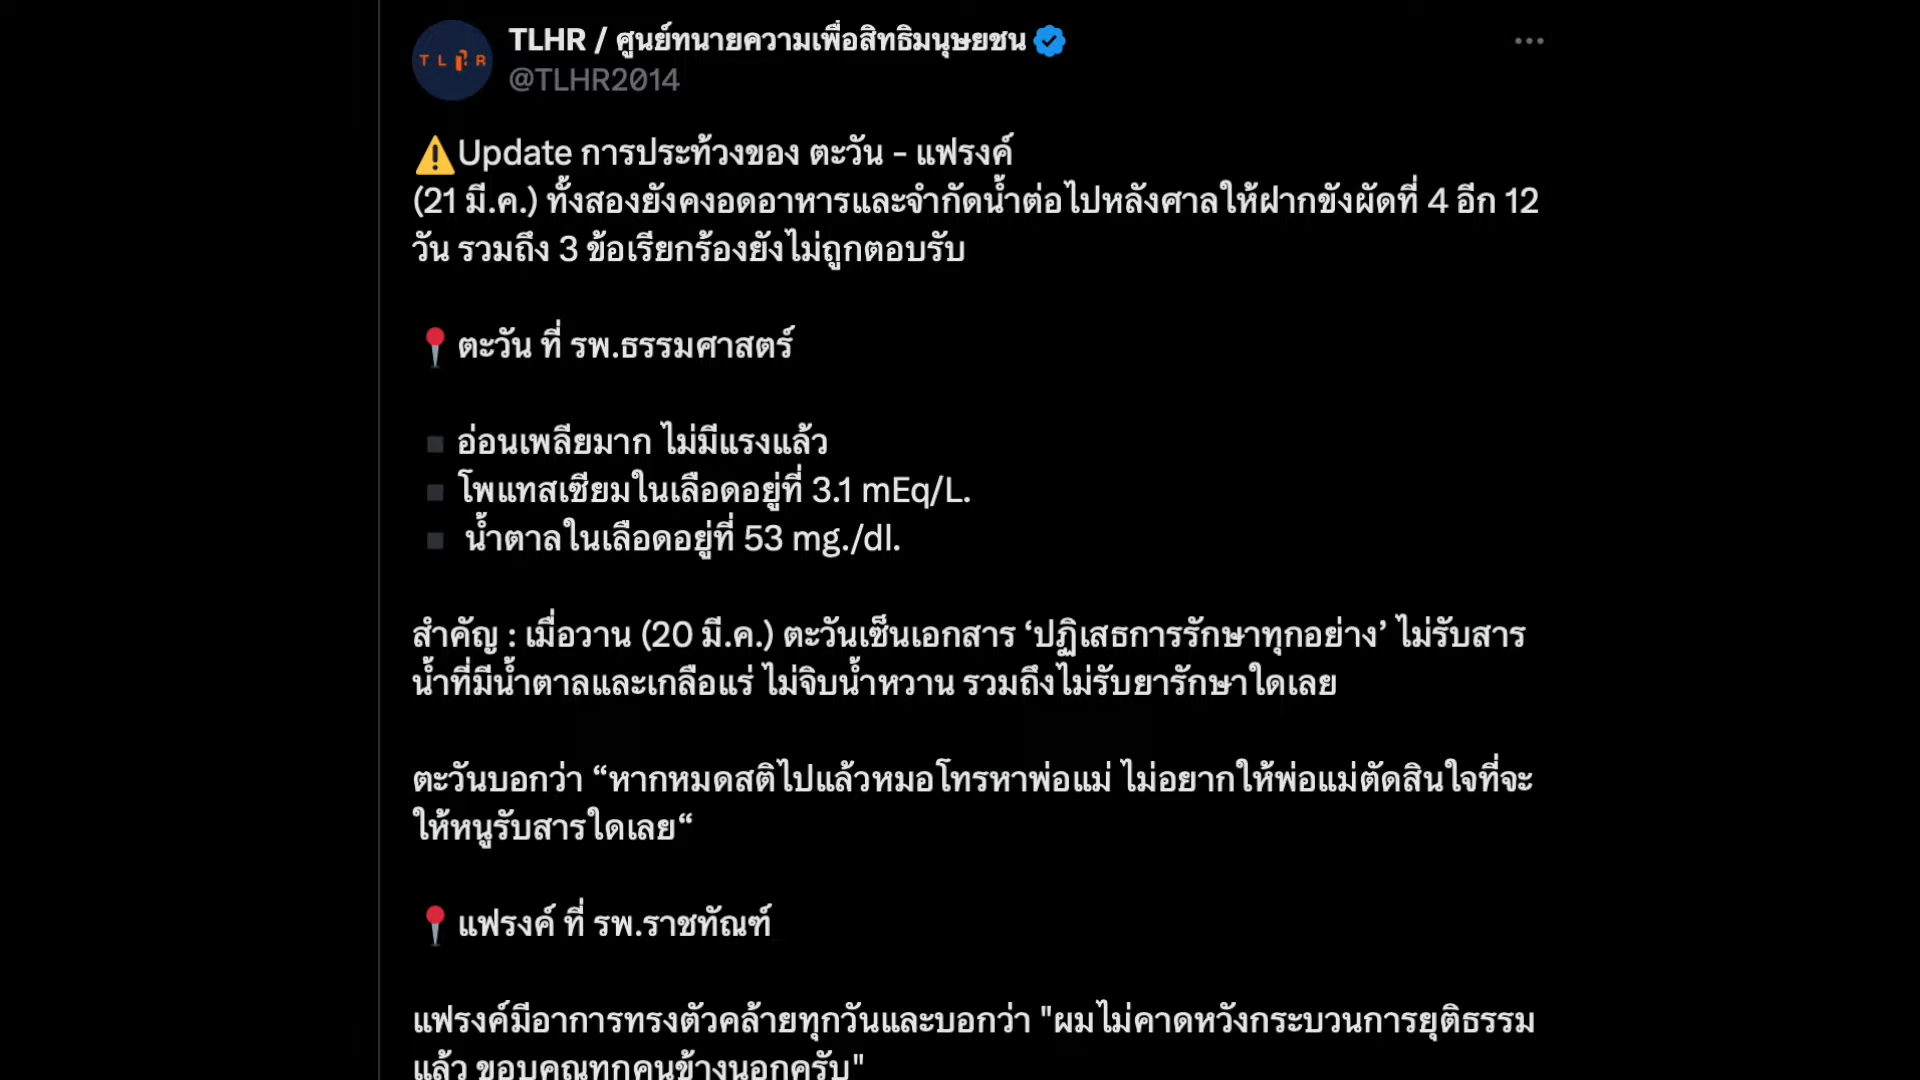 TLHR
TLHR / ศูนย์ทนายความเพื่อสิทธิมนุษยชน
@TLHR2014
⚠️Update การประท้วงของ ตะวัน - แฟรงค์
(21 มี.ค.) ทั้งสองยังคงอดอาหารและจำกัดน้ำต่อไปหลังศาลให้ฝากขังผัดที่ 4 อีก 12
วัน รวมถึง 3 ข้อเรียกร้องยังไม่ถูกตอบรับ
📍ตะวัน ที่ รพ.ธรรมศาสตร์
▪️อ่อนเพลียมาก ไม่มีแรงแล้ว
▪️โพแทสเซียมในเลือดอยู่ที่ 3.1 mEq/L.
▪️ น้ำตาลในเลือดอยู่ที่ 53 mg./dl.
สำคัญ : เมื่อวาน (20 มี.ค.) ตะวันเซ็นเอกสาร ‘ปฏิเสธการรักษาทุกอย่าง’ ไม่รับสาร
น้ำที่มีน้ำตาลและเกลือแร่ ไม่จิบน้ำหวาน รวมถึงไม่รับยารักษาใดเลย
ตะวันบอกว่า “หากหมดสติไปแล้วหมอโทรหาพ่อแม่ ไม่อยากให้พ่อแม่ตัดสินใจที่จะ
ให้หนูรับสารใดเลย“
📍แฟรงค์ ที่ รพ.ราชทัณฑ์
แฟรงค์มีอาการทรงตัวคล้ายทุกวันและบอกว่า "ผมไม่คาดหวังกระบวนการยุติธรรม
แล้ว ขอบคุณทุกคนข้างนอกครับ"